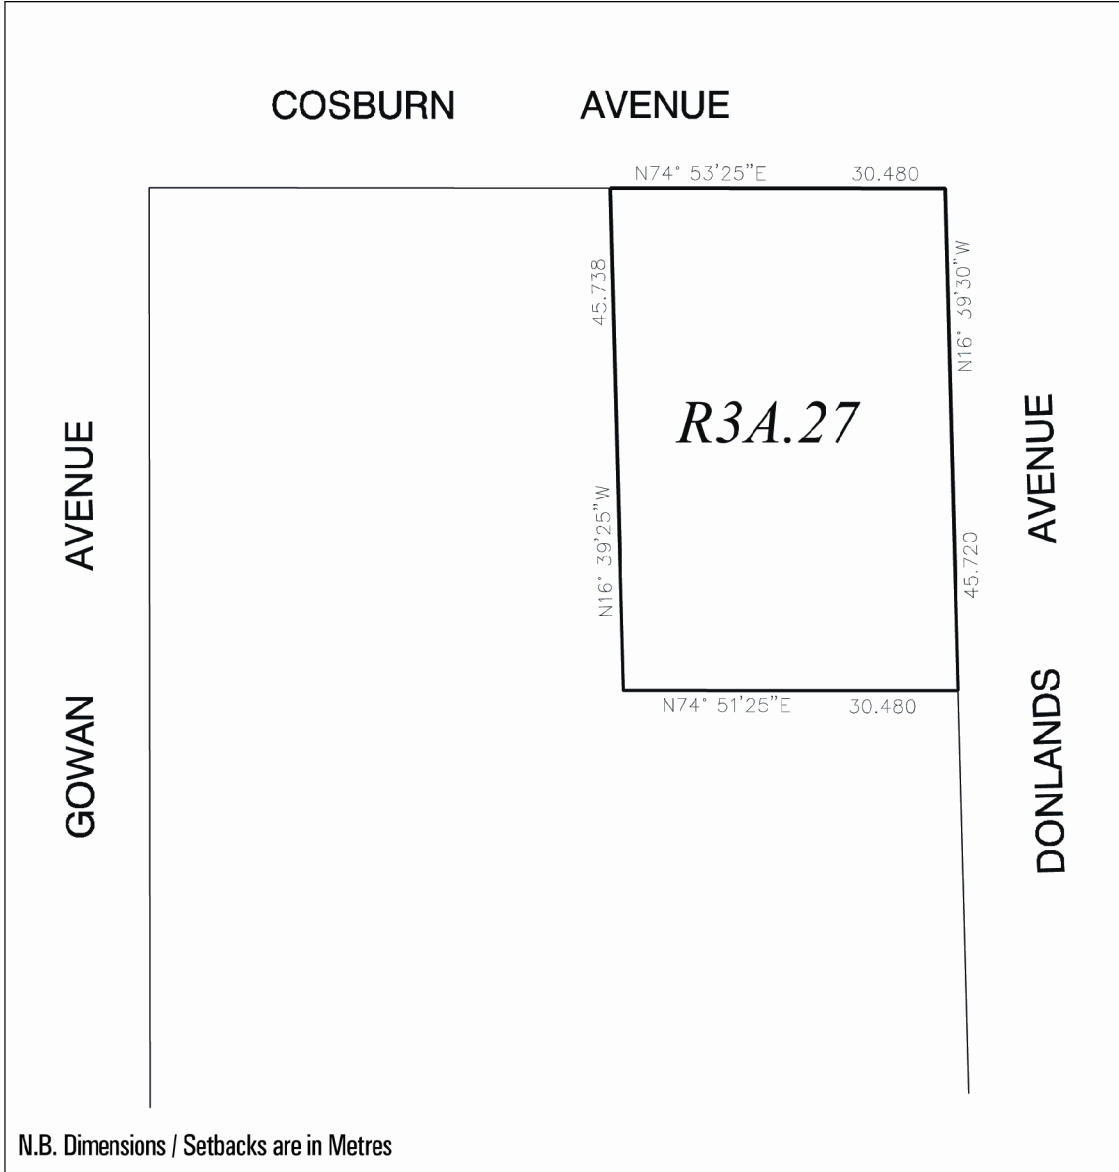 COSBURN AVENUE
N74° 53'25"E 30.480
45.738
N16° 39'30"W
R3A.27
GOWAN AVENUE
N16° 39'25"W
45.720
DONLANDS AVENUE
N74° 51'25"E 30.480
N.B. Dimensions / Setbacks are in Metres